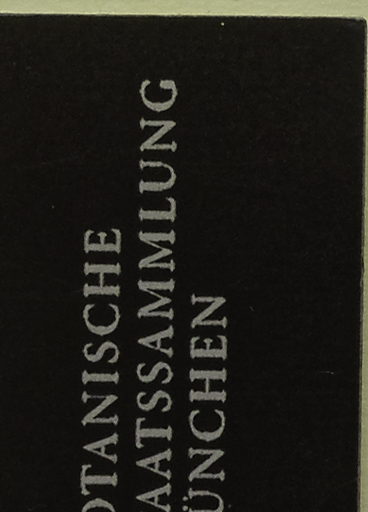 OTANISCHE
AATSSAMMLUNG
ÜNCHEN